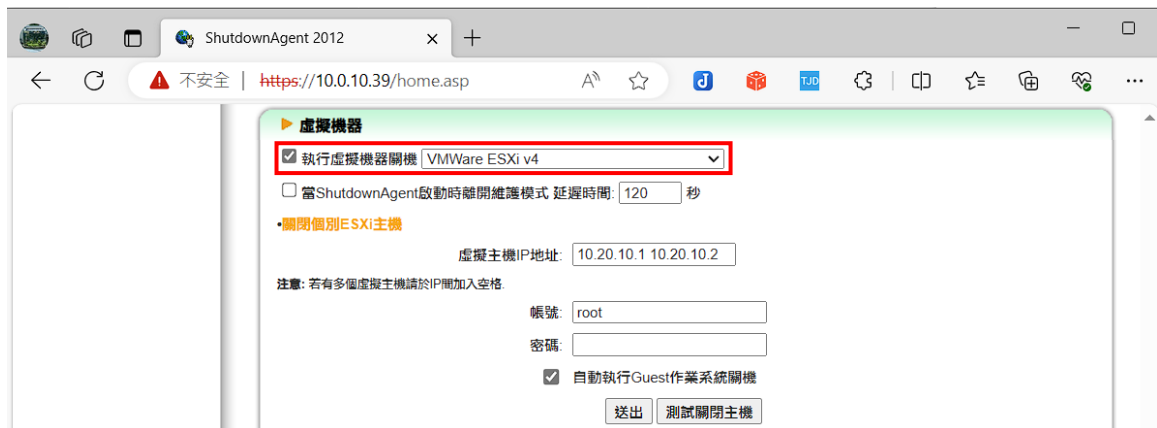 ShutdownAgent 2012
不安全 | https://10.0.10.39/home.asp
虛擬機器
執行虛擬機器關機 VMWare ESXi v4
當ShutdownAgent啟動時離開維護模式 延遲時間: 120 秒
•關閉個別ESXi主機
虛擬主機IP地址: 10.20.10.1 10.20.10.2
注意: 若有多個虛擬主機請於IP間加入空格.
帳號: root
密碼:
自動執行Guest作業系統關機
送出 測試關閉主機